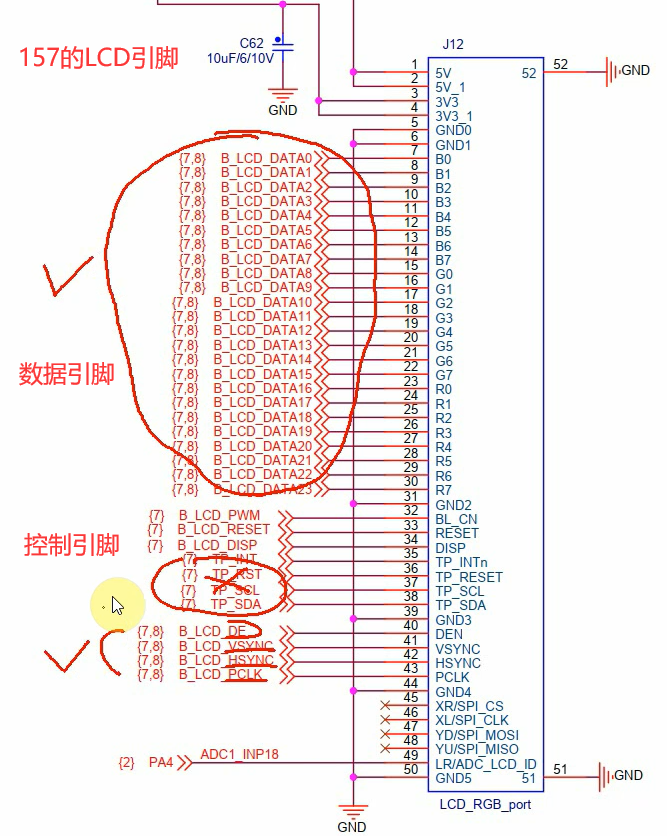 157的LCD引脚
C62
10uF/6/10V
GND
J12
LCD_RGB_port
1 5V
2 5V_1
3 3V3
4 3V3_1
5 GND0
6 GND1
{7,8} B_LCD_DATA0 7 B0
{7,8} B_LCD_DATA1 8 B1
{7,8} B_LCD_DATA2 9 B2
{7,8} B_LCD_DATA3 10 B3
{7,8} B_LCD_DATA4 11 B4
{7,8} B_LCD_DATA5 12 B5
{7,8} B_LCD_DATA6 13 B6
{7,8} B_LCD_DATA7 14 B7
{7,8} B_LCD_DATA8 15 G0
{7,8} B_LCD_DATA9 16 G1
{7,8} B_LCD_DATA10 17 G2
{7,8} B_LCD_DATA11 18 G3
{7,8} B_LCD_DATA12 19 G4
{7,8} B_LCD_DATA13 20 G5
{7,8} B_LCD_DATA14 21 G6
{7,8} B_LCD_DATA15 22 G7
{7,8} B_LCD_DATA16 23 R0
{7,8} B_LCD_DATA17 24 R1
{7,8} B_LCD_DATA18 25 R2
{7,8} B_LCD_DATA19 26 R3
{7,8} B_LCD_DATA20 27 R4
{7,8} B_LCD_DATA21 28 R5
{7,8} B_LCD_DATA22 29 R6
{7,8} B_LCD_DATA23 30 R7
数据引脚
31 GND2
{7} B_LCD_PWM 32 BL_CN
{7} B_LCD_RESET 33 RESET
{7} B_LCD_DISP 34 DISP
{7} TP_INT 35 TP_INTn
{7} TP_RST 36 TP_RESET
{7} TP_SCL 37 TP_SCL
{7} TP_SDA 38 TP_SDA
控制引脚
39 GND3
{7,8} B_LCD_DE 40 DEN
{7,8} B_LCD_VSYNC 41 VSYNC
{7,8} B_LCD_HSYNC 42 HSYNC
{7,8} B_LCD_PCLK 43 PCLK
44 GND4
45 XR/SPI_CS
46 XL/SPI_CLK
47 YD/SPI_MOSI
48 YU/SPI_MISO
{2} PA4 ADC1_INP18 49 LR/ADC_LCD_ID
50 GND5
52 52 GND
51 51 GND
GND